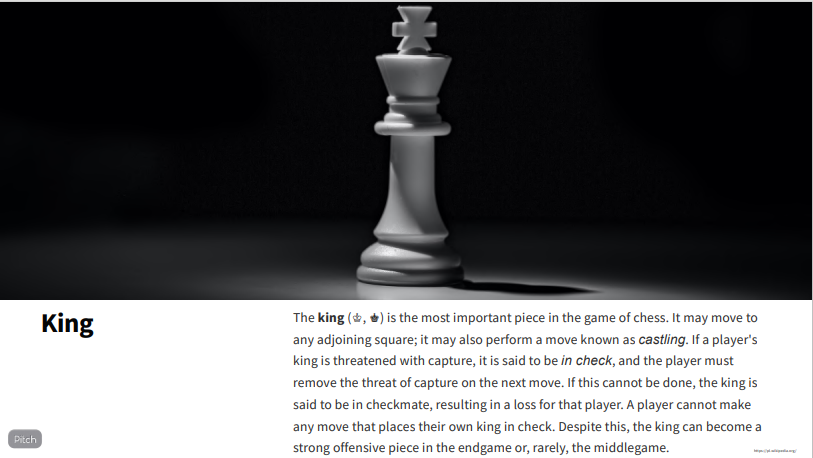 King
The king (♔, ♚) is the most important piece in the game of chess. It may move to
any adjoining square; it may also perform a move known as castling. If a player's
king is threatened with capture, it is said to be in check, and the player must
remove the threat of capture on the next move. If this cannot be done, the king is
said to be in checkmate, resulting in a loss for that player. A player cannot make
any move that places their own king in check. Despite this, the king can become a
strong offensive piece in the endgame or, rarely, the middlegame.
https://pt.wikipedia.org/
Pitch